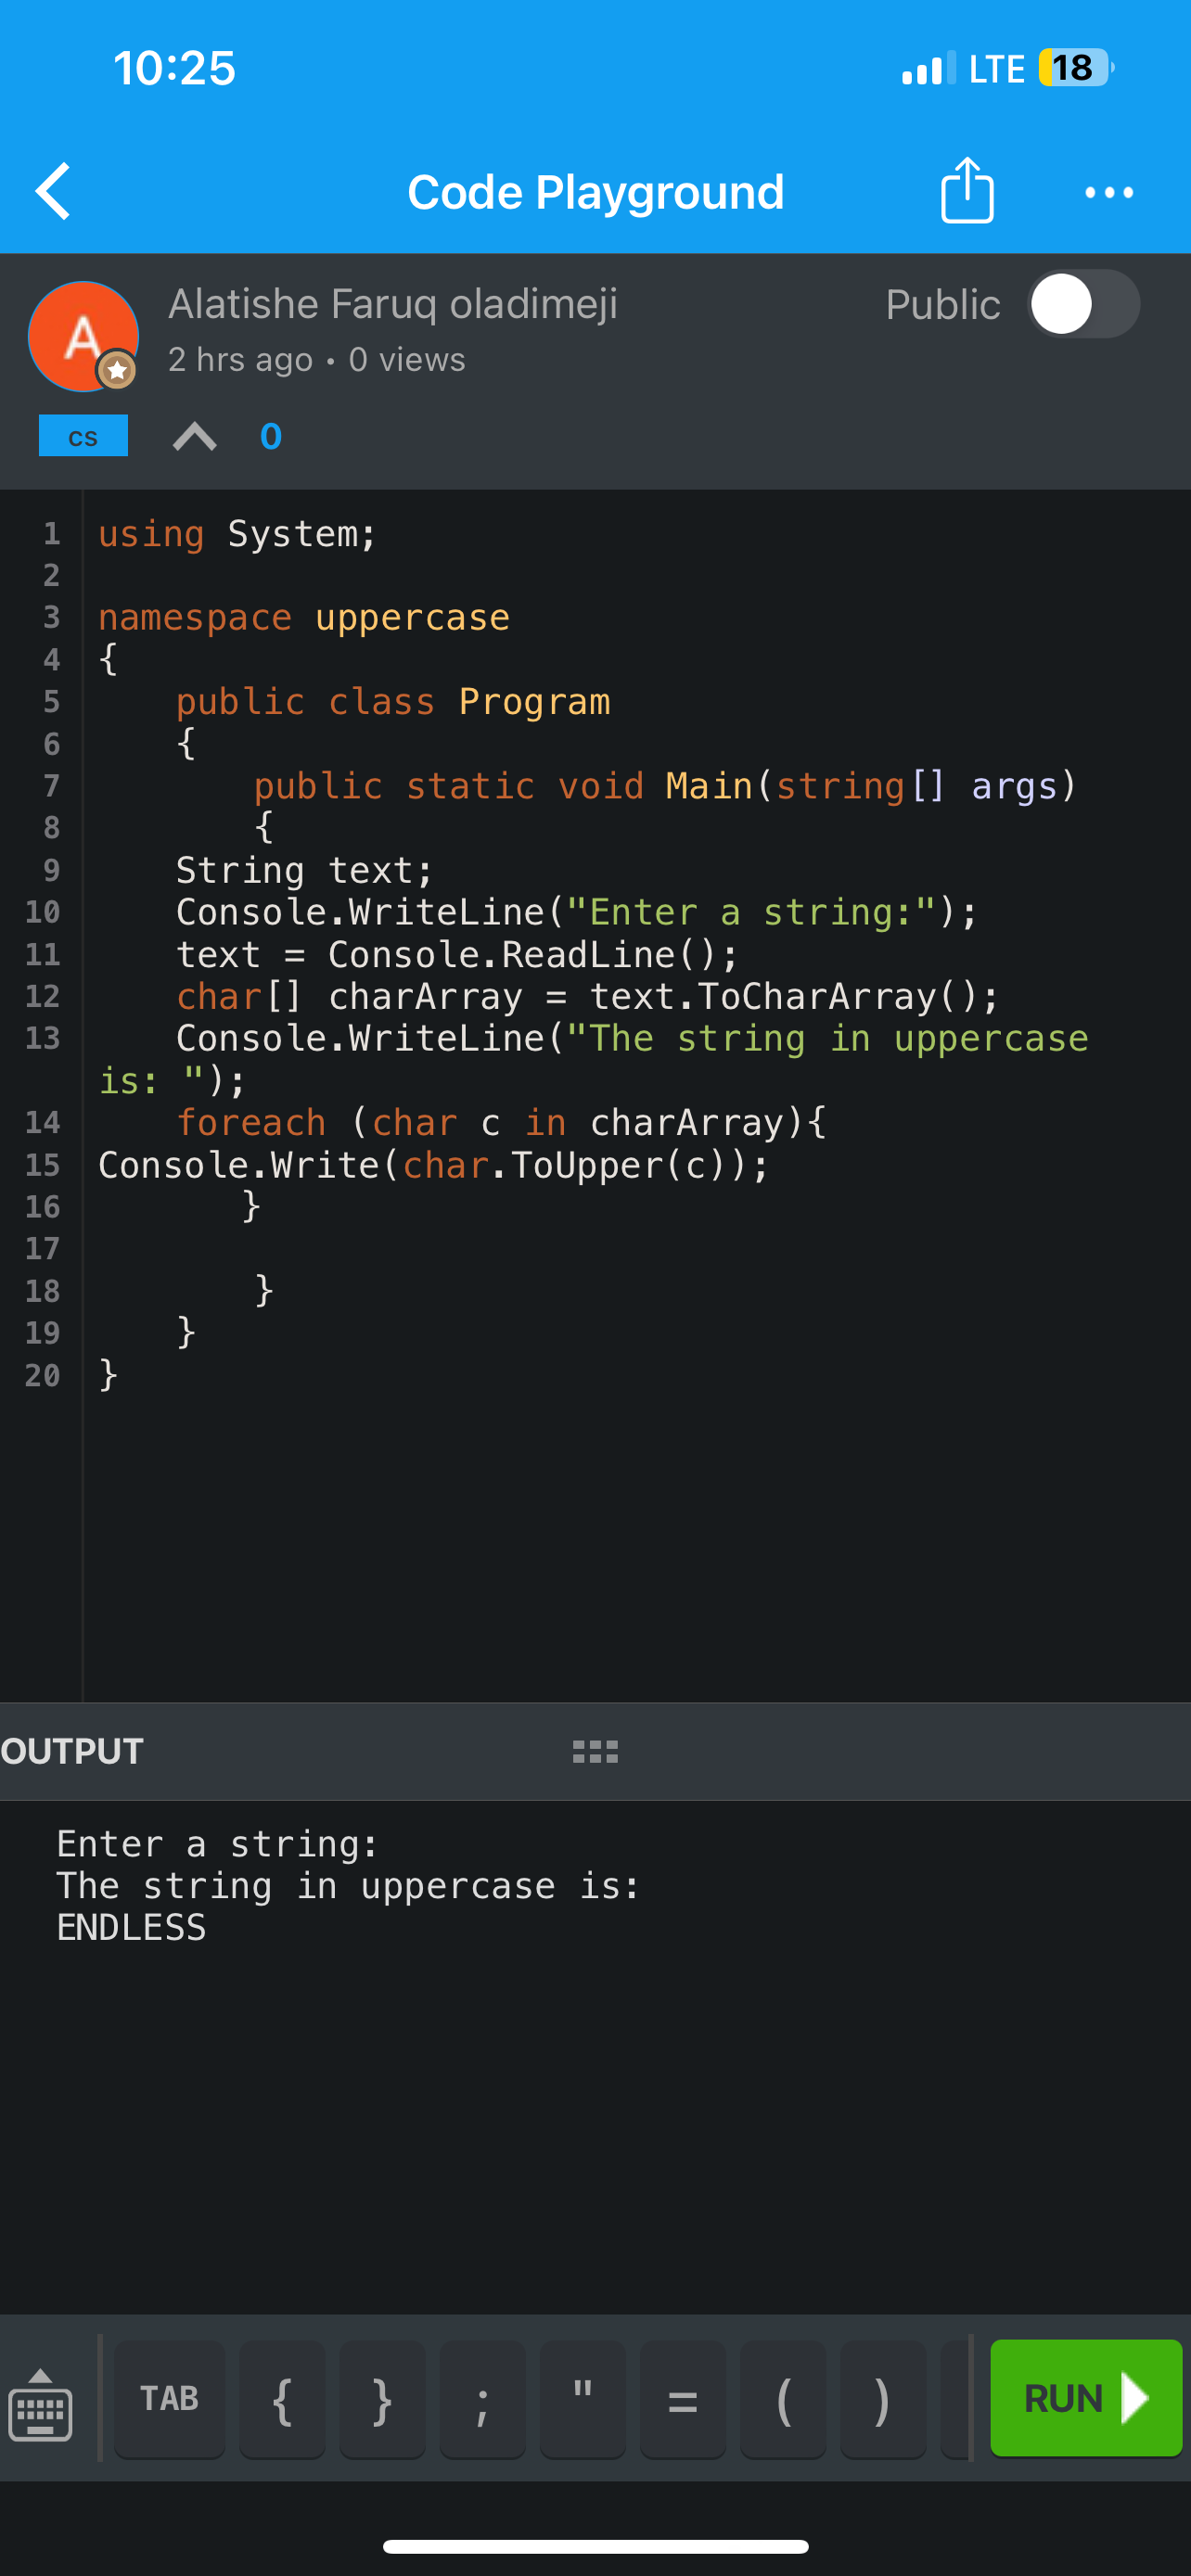 10:25
LTE 18
Code Playground
Alatishe Faruq oladimeji
Public
2 hrs ago • 0 views
cs 0
1 using System;
2
3 namespace uppercase
4 {
5     public class Program
6     {
7         public static void Main(string[] args)
8         {
9     String text;
10     Console.WriteLine("Enter a string:");
11     text = Console.ReadLine();
12     char[] charArray = text.ToCharArray();
13     Console.WriteLine("The string in uppercase
is: ");
14     foreach (char c in charArray){
15 Console.Write(char.ToUpper(c));
16        }
17
18         }
19     }
20 }
OUTPUT
Enter a string:
The string in uppercase is:
ENDLESS
TAB { } ; " = ( ) RUN